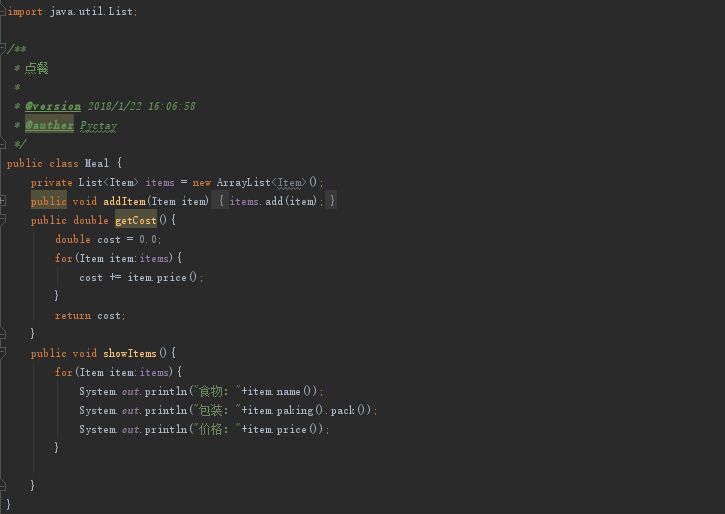 import java.util.List;
/**
 * 点餐
 *
 * @version 2018/1/22 16:06:58
 * @auther Pyctay
 */
public class Meal {
    private List<Item> items = new ArrayList<Item>();
    public void addItem(Item item) { items.add(item); }
    public double getCost(){
        double cost = 0.0;
        for(Item item:items){
            cost += item.price();
        }
        return cost;
    }
    public void showItems(){
        for(Item item:items){
            System.out.println("食物："+item.name());
            System.out.println("包装："+item.paking().pack());
            System.out.println("价格："+item.price());
        }
    }
}